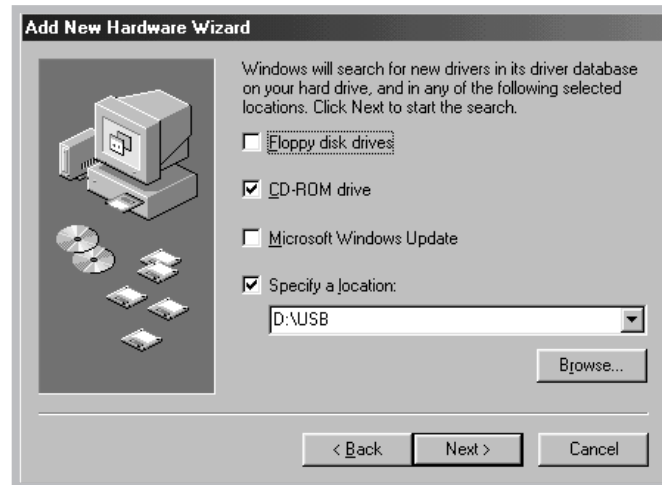 Add New Hardware Wizard
Windows will search for new drivers in its driver database
on your hard drive, and in any of the following selected
locations. Click Next to start the search.
Floppy disk drives
CD-ROM drive
Microsoft Windows Update
Specify a location:
D:\USB
Browse...
< Back Next > Cancel